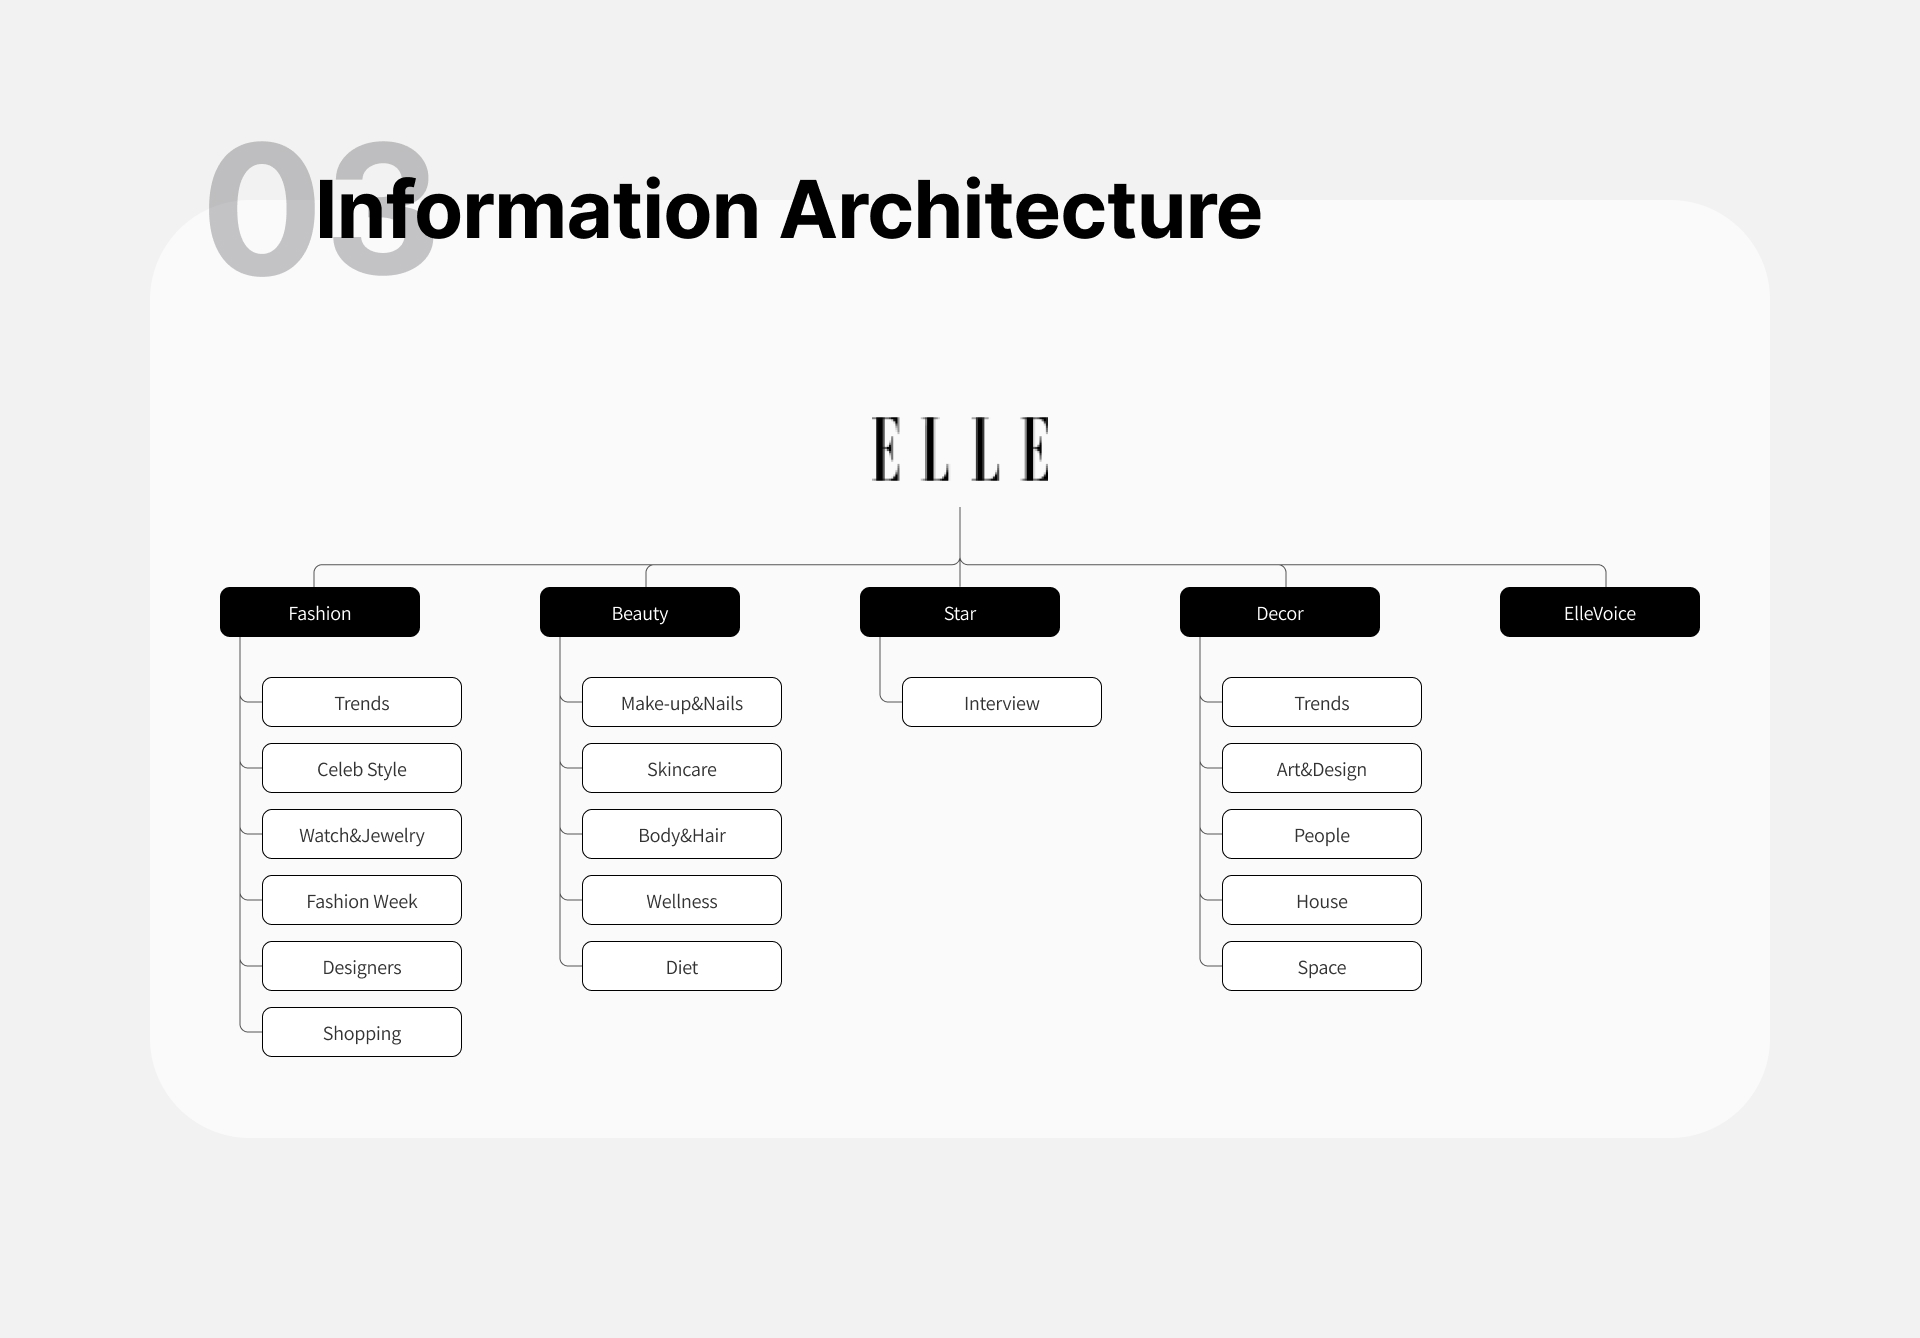 03
Information Architecture
ELLE
Fashion
Trends
Celeb Style
Watch&Jewelry
Fashion Week
Designers
Shopping
Beauty
Make-up&Nails
Skincare
Body&Hair
Wellness
Diet
Star
Interview
Decor
Trends
Art&Design
People
House
Space
ElleVoice